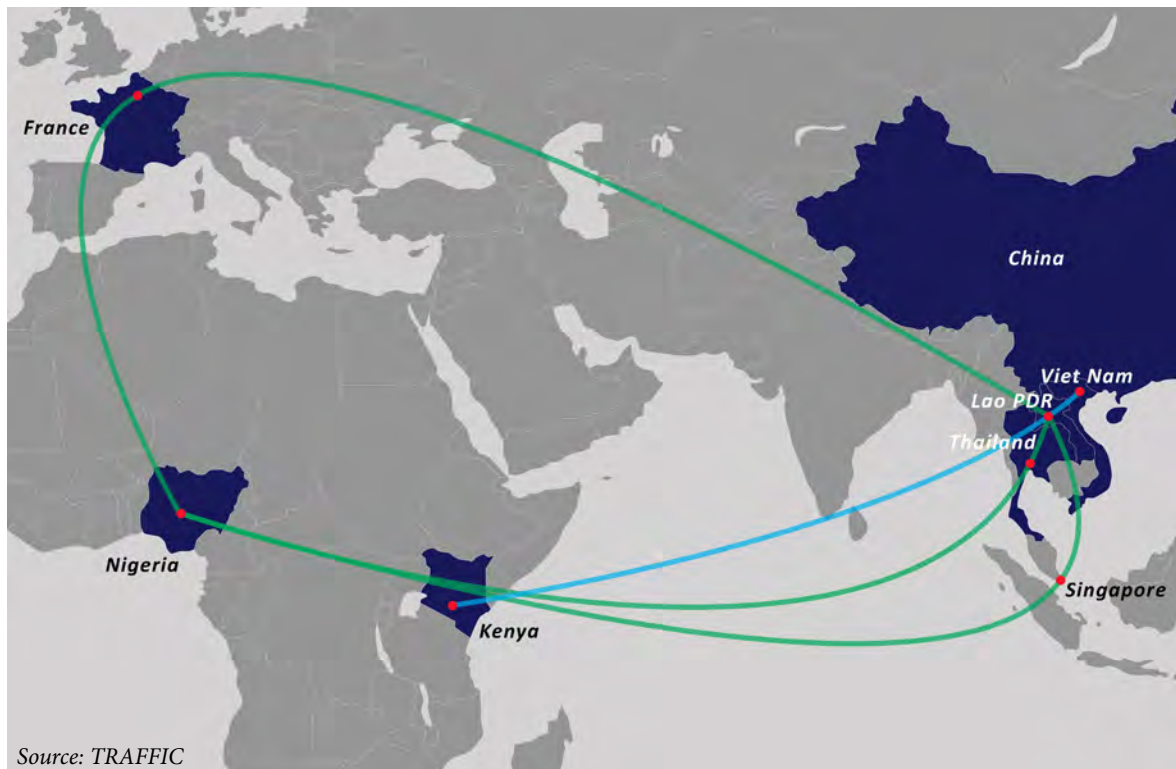 France
China
Viet Nam
Lao PDR
Thailand
Nigeria
Singapore
Kenya
Source: TRAFFIC